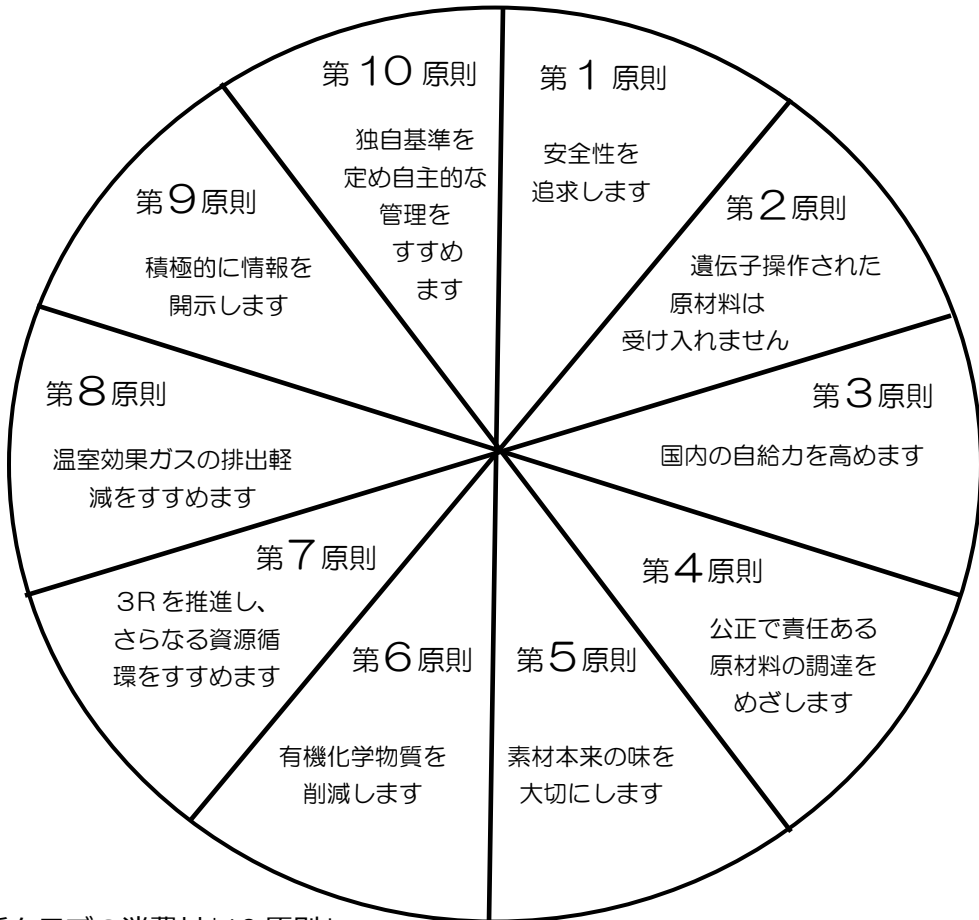 第1原則
安全性を
追求します
第2原則
遺伝子操作された
原材料は
受け入れません
第3原則
国内の自給力を高めます
第4原則
公正で責任ある
原材料の調達を
めざします
第5原則
素材本来の味を
大切にします
第6原則
有機化学物質を
削減します
第7原則
3Rを推進し、
さらなる資源循
環をすすめます
第8原則
温室効果ガスの排出軽
減をすすめます
第9原則
積極的に情報を
開示します
第10原則
独自基準を
定め自主的な
管理を
すすめ
ます